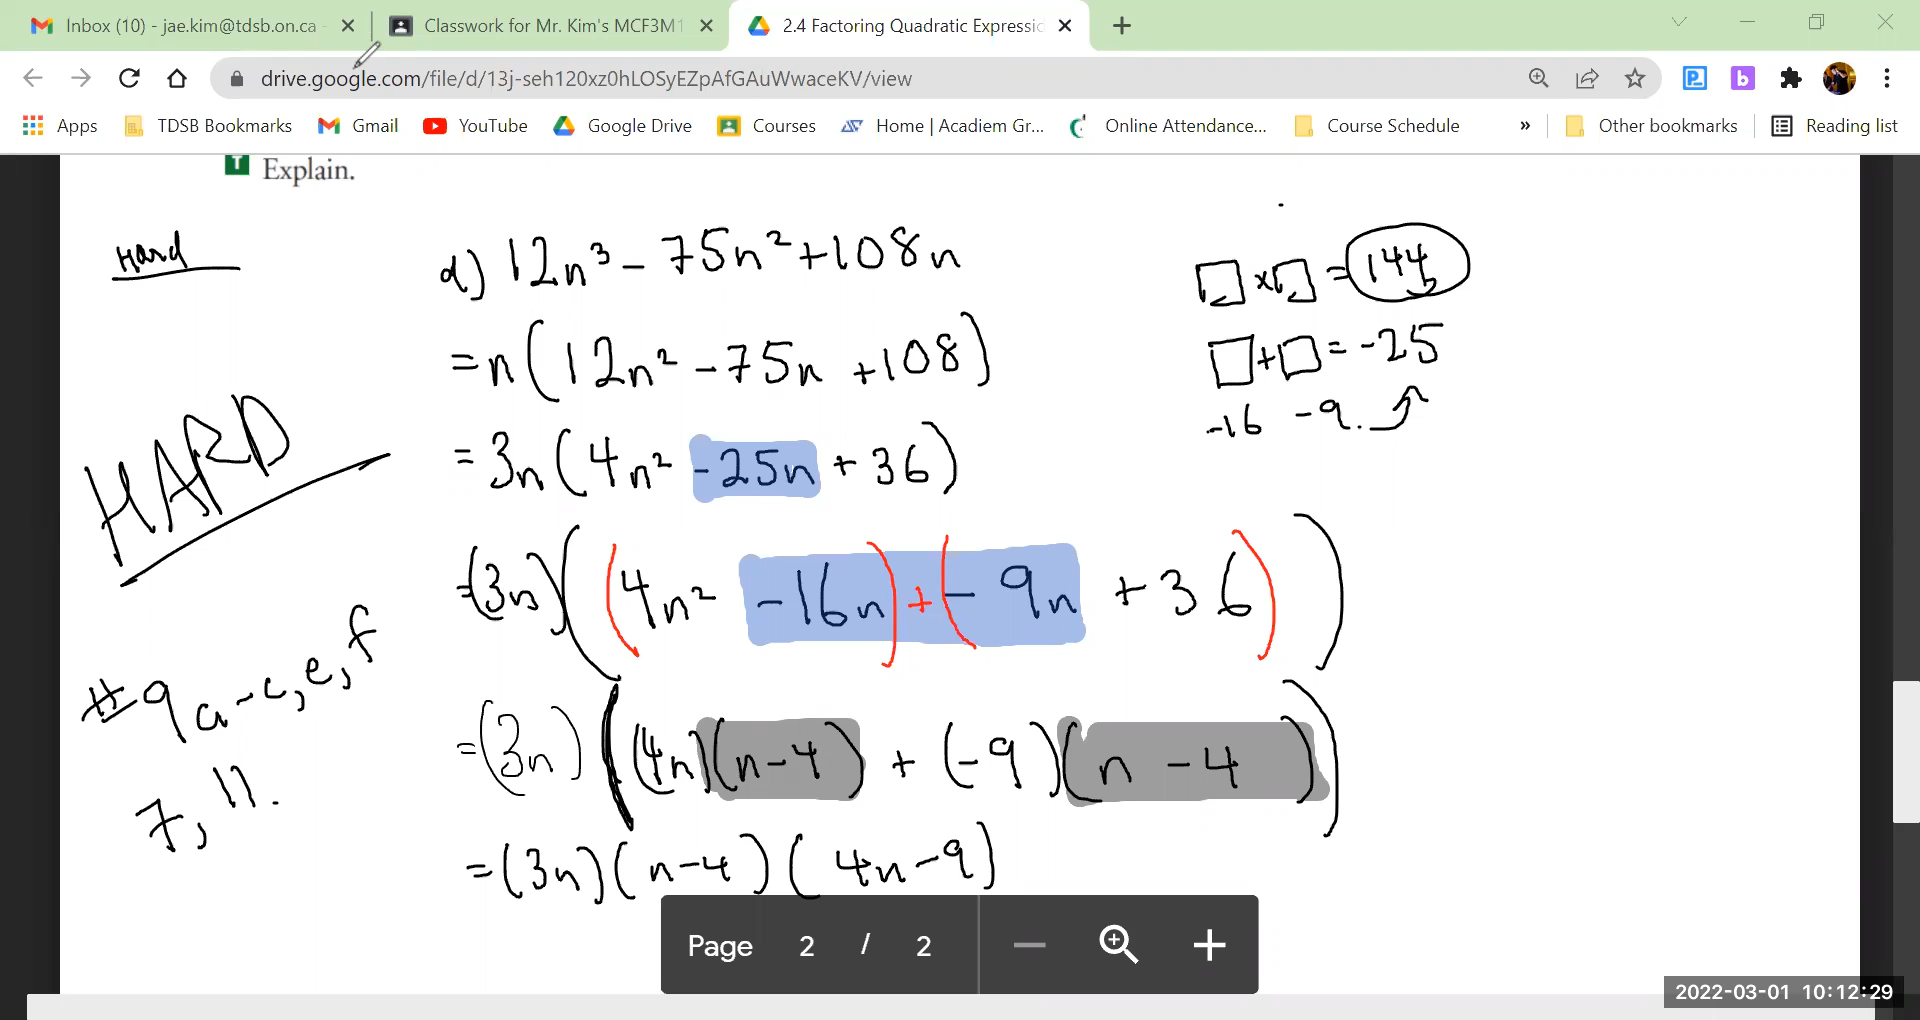 Inbox (10) - jae.kim@tdsb.on.ca -
Classwork for Mr. Kim's MCF3M1
2.4 Factoring Quadratic Expressio
drive.google.com/file/d/13j-seh120xz0hLOSyEZpAfGAuWwaceKV/view
Apps TDSB Bookmarks Gmail YouTube Google Drive Courses Home | Acadiem Gr... Online Attendance... Course Schedule » Other bookmarks Reading list
T Explain.
Hard
d) 12n³ - 75n² + 108n
= n(12n² - 75n + 108)
= 3n(4n² - 25n + 36)
= (3n)((4n² - 16n) + (- 9n + 36))
= (3n)((4n)(n-4) + (-9)(n - 4))
= (3n)(n-4)(4n-9)
□ x □ = 144
□ + □ = -25
-16 -9
HARD
#9 a-c, e, f
7, 11.
Page 2 / 2
2022-03-01 10:12:29